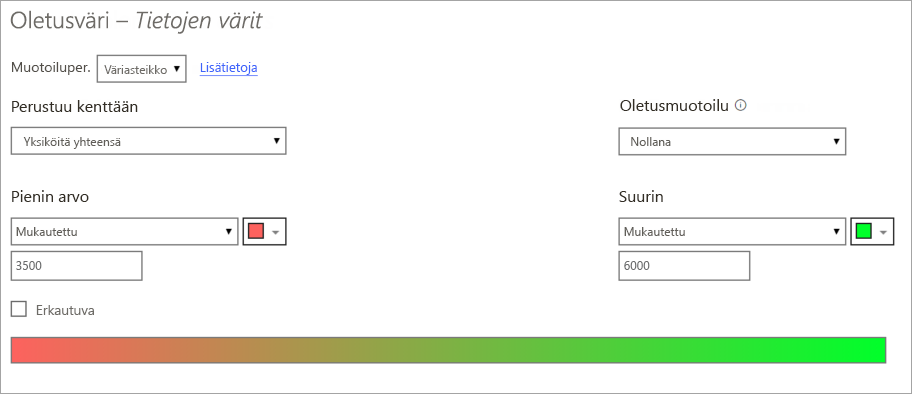 Oletusväri – Tietojen värit
Muotoiluper. Väriasteikko Lisätietoja
Perustuu kenttään Oletusmuotoilu
Yksiköitä yhteensä Nollana
Pienin arvo Suurin
Mukautettu Mukautettu
3500 6000
Erkautuva